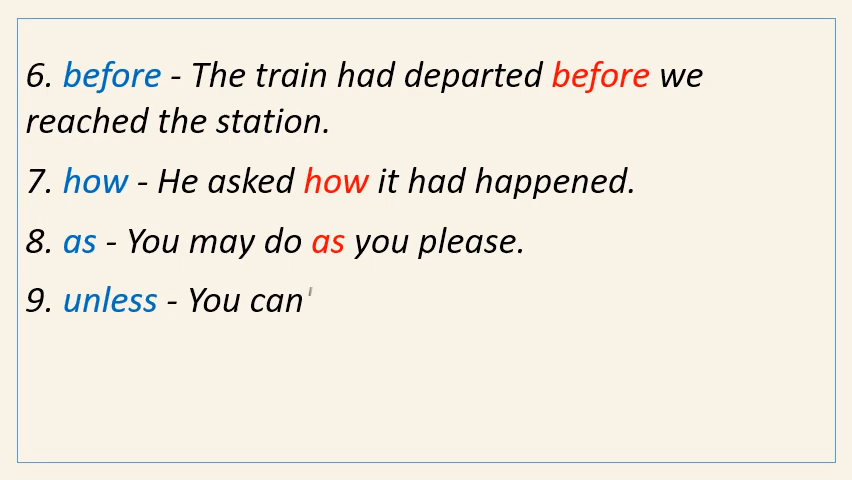 6. before - The train had departed before we
reached the station.
7. how - He asked how it had happened.
8. as - You may do as you please.
9. unless - You can'